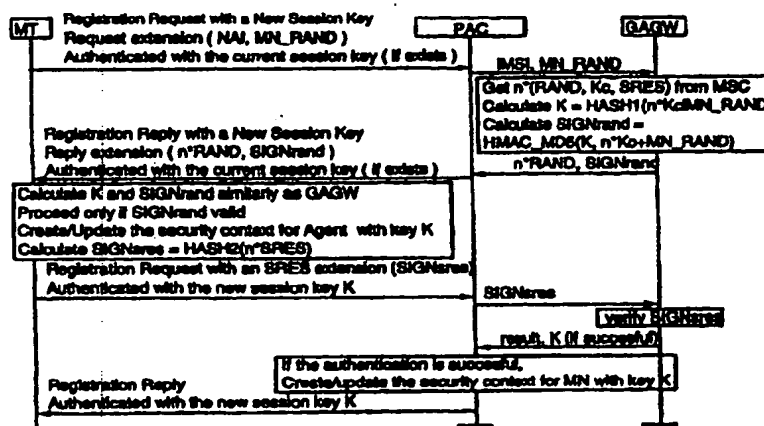 MT
PAC
GAGW
Registration Request with a New Session Key
Request extension ( NAI, MN_RAND )
Authenticated with the current session key ( if exists )
IMSI, MN_RAND
Get n*(RAND, Kc, SRES) from MSC
Calculate K = HASH1(n*Kc|MN_RAND
Calculate SIGNrand =
HMAC_MD5(K, n*Kc+MN_RAND)
n*RAND, SIGNrand
Registration Reply with a New Session Key
Reply extension ( n*RAND, SIGNrand )
Authenticated with the current session key ( if exists )
Calculate K and SIGNrand similarly as GAGW
Proceed only if SIGNrand valid
Create/Update the security context for Agent with key K
Calculate SIGNsres = HASH2(n*SRES)
Registration Request with an SRES extension (SIGNsres)
Authenticated with the new session key K
SIGNsres
verify SIGNsres
result, K (if succesful)
If the authentication is succesful,
Create/update the security context for MN with key K
Registration Reply
Authenticated with the new session key K